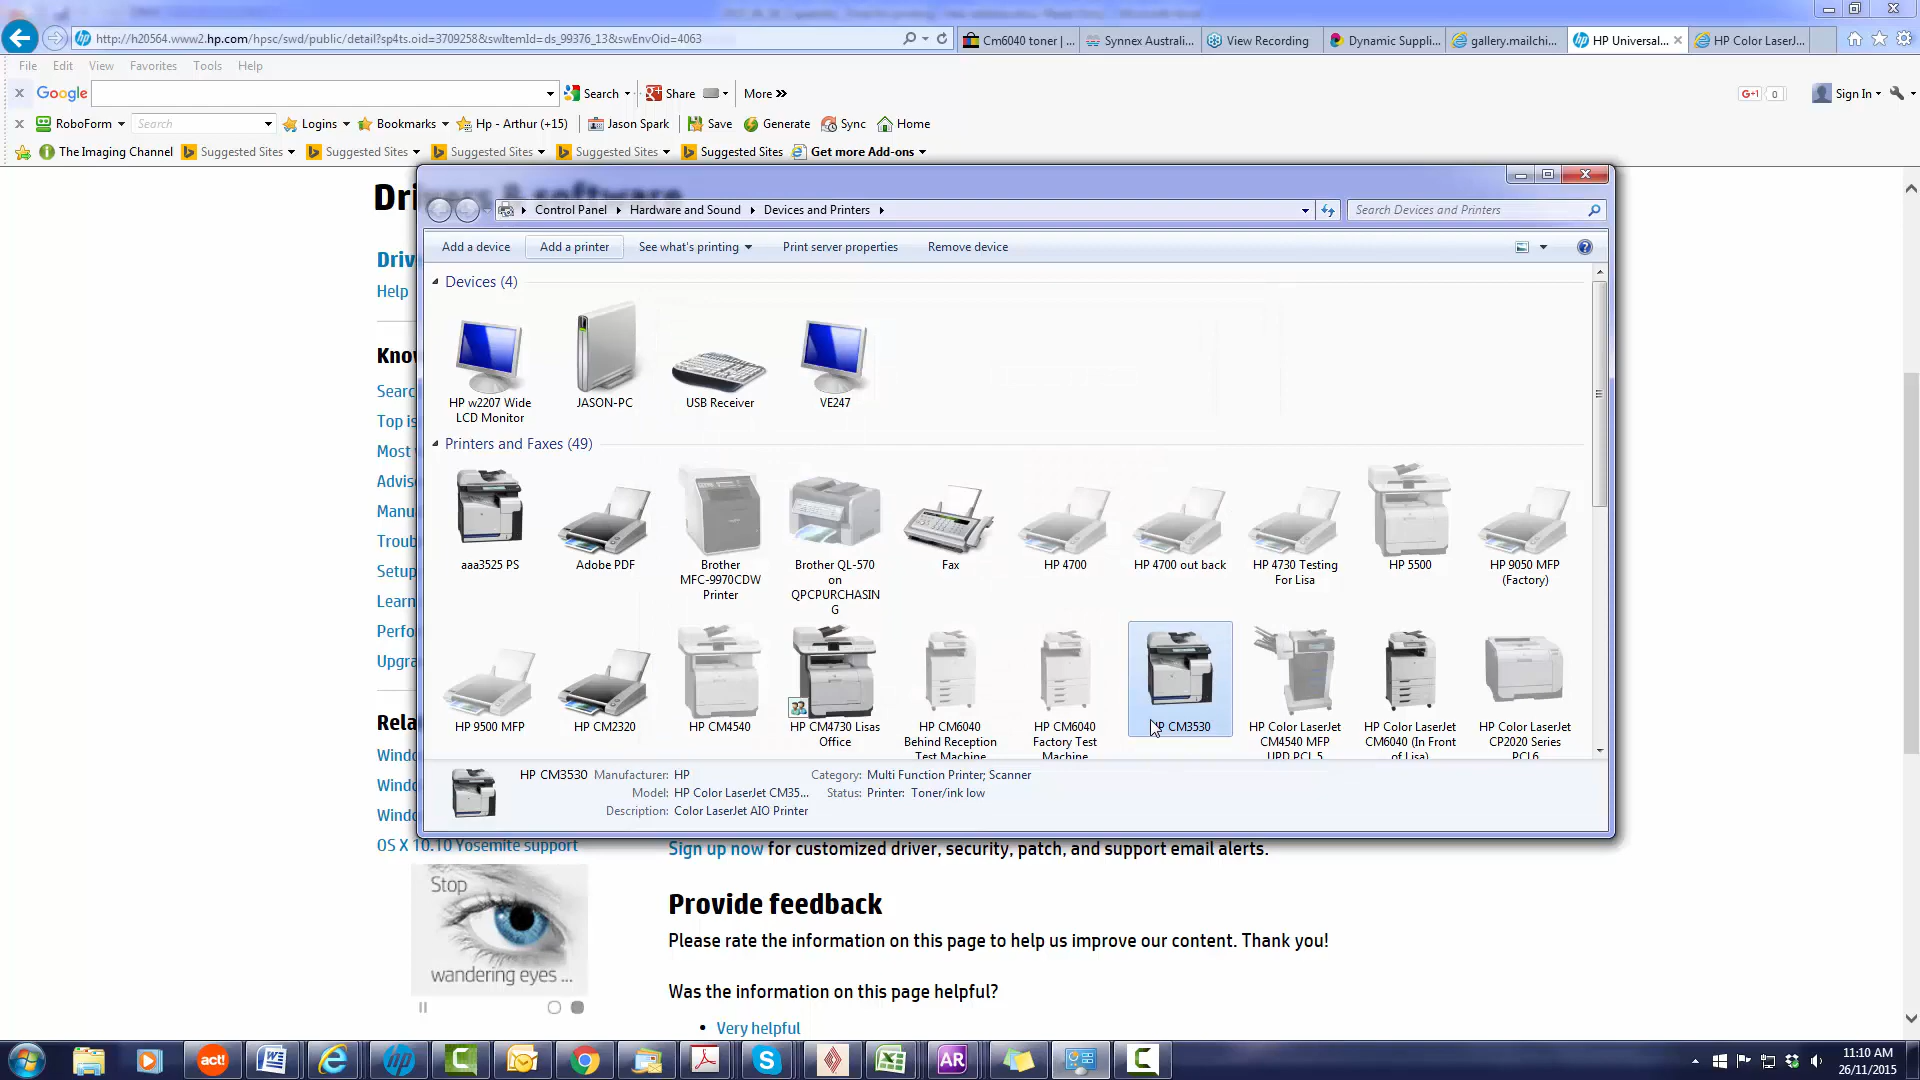 http://h20564.www2.hp.com/hpsc/swd/public/detail?sp4ts.oid=3709258&swItemId=ds_99376_13&swEnvOid=4063
Cm6040 toner | ...
Synnex Australi...
View Recording
Dynamic Suppli...
gallery.mailchi...
HP Universal...
HP Color LaserJ...
File Edit View Favorites Tools Help
Google
Search
Share
More »
G+1 0
Sign In
RoboForm
Search
Logins
Bookmarks
Hp - Arthur (+15)
Jason Spark
Save
Generate
Sync
Home
The Imaging Channel
Suggested Sites
Suggested Sites
Suggested Sites
Suggested Sites
Suggested Sites
Get more Add-ons
Drivers & software
Control Panel
Hardware and Sound
Devices and Printers
Search Devices and Printers
Add a device
Add a printer
See what's printing
Print server properties
Remove device
Driv
Help
Know
Searc
Top is
Most
Advis
Manu
Troub
Setup
Learn
Perfo
Upgra
Rela
Windo
Windo
Windo
OS X 10.10 Yosemite support
Devices (4)
HP w2207 Wide
LCD Monitor
JASON-PC
USB Receiver
VE247
Printers and Faxes (49)
aaa3525 PS
Adobe PDF
Brother
MFC-9970CDW
Printer
Brother QL-570
on
QPCPURCHASIN
G
Fax
HP 4700
HP 4700 out back
HP 4730 Testing
For Lisa
HP 5500
HP 9050 MFP
(Factory)
HP 9500 MFP
HP CM2320
HP CM4540
HP CM4730 Lisas
Office
HP CM6040
Behind Reception
Test Machine
HP CM6040
Factory Test
Machine
HP CM3530
HP Color LaserJet
CM4540 MFP
UPD PCL 5
HP Color LaserJet
CM6040 (In Front
of Lisa)
HP Color LaserJet
CP2020 Series
PCL6
HP CM3530
Manufacturer: HP
Category: Multi Function Printer; Scanner
Model: HP Color LaserJet CM35...
Status: Printer: Toner/ink low
Description: Color LaserJet AIO Printer
Sign up now for customized driver, security, patch, and support email alerts.
Stop
wandering eyes ...
Provide feedback
Please rate the information on this page to help us improve our content. Thank you!
Was the information on this page helpful?
• Very helpful
act!
AR
11:10 AM
26/11/2015